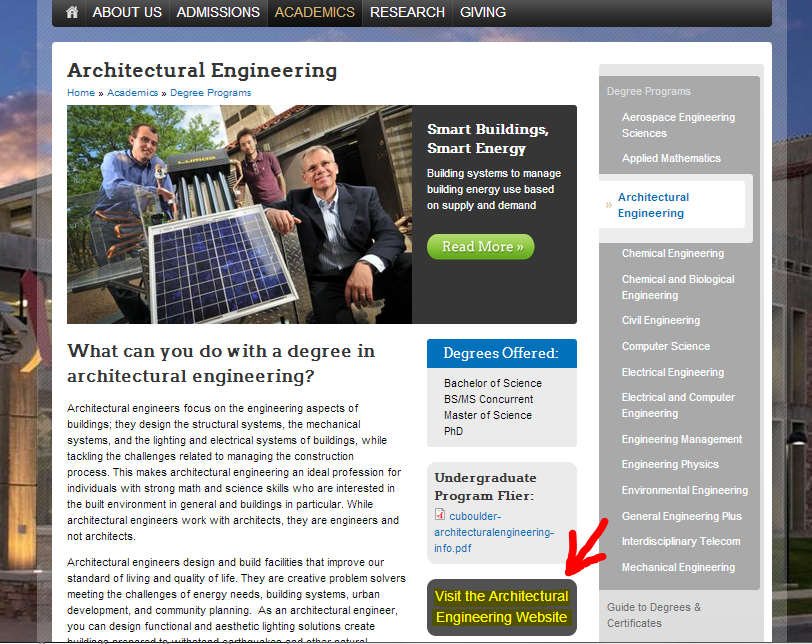 ABOUT US ADMISSIONS ACADEMICS RESEARCH GIVING
Architectural Engineering
Home » Academics » Degree Programs
LUMOS
Smart Buildings,
Smart Energy
Building systems to manage
building energy use based
on supply and demand
Read More »
What can you do with a degree in
architectural engineering?
Architectural engineers focus on the engineering aspects of
buildings; they design the structural systems, the mechanical
systems, and the lighting and electrical systems of buildings, while
tackling the challenges related to managing the construction
process. This makes architectural engineering an ideal profession for
individuals with strong math and science skills who are interested in
the built environment in general and buildings in particular. While
architectural engineers work with architects, they are engineers and
not architects.
Architectural engineers design and build facilities that improve our
standard of living and quality of life. They are creative problem solvers
meeting the challenges of energy needs, building systems, urban
development, and community planning. As an architectural engineer,
you can design functional and aesthetic lighting solutions create
buildings prepared to withstand earthquakes and other natural
Degrees Offered:
Bachelor of Science
BS/MS Concurrent
Master of Science
PhD
Undergraduate
Program Flier:
cuboulder-
architecturalengineering-
info.pdf
Visit the Architectural
Engineering Website
Degree Programs
Aerospace Engineering
Sciences
Applied Mathematics
» Architectural
Engineering
Chemical Engineering
Chemical and Biological
Engineering
Civil Engineering
Computer Science
Electrical Engineering
Electrical and Computer
Engineering
Engineering Management
Engineering Physics
Environmental Engineering
General Engineering Plus
Interdisciplinary Telecom
Mechanical Engineering
Guide to Degrees &
Certificates